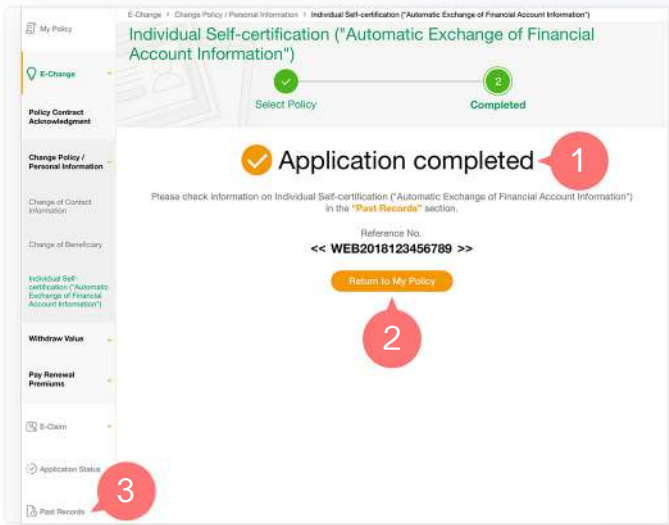 E-Change › Change Policy / Personal Information › Individual Self-certification ("Automatic Exchange of Financial Account Information")
Individual Self-certification ("Automatic Exchange of Financial
Account Information")
2
Select Policy
Completed
My Policy
E-Change
Policy Contract
Acknowledgment
Change Policy /
Personal Information
Change of Contact
Information
Change of Beneficiary
Individual Self-
certification ("Automatic
Exchange of Financial
Account Information")
Withdraw Value
Pay Renewal
Premiums
E-Claim
Application Status
Past Records
3
Application completed
1
Please check information on Individual Self-certification ("Automatic Exchange of Financial Account Information")
in the "Past Records" section.
Reference No.
<< WEB2018123456789 >>
Return to My Policy
2